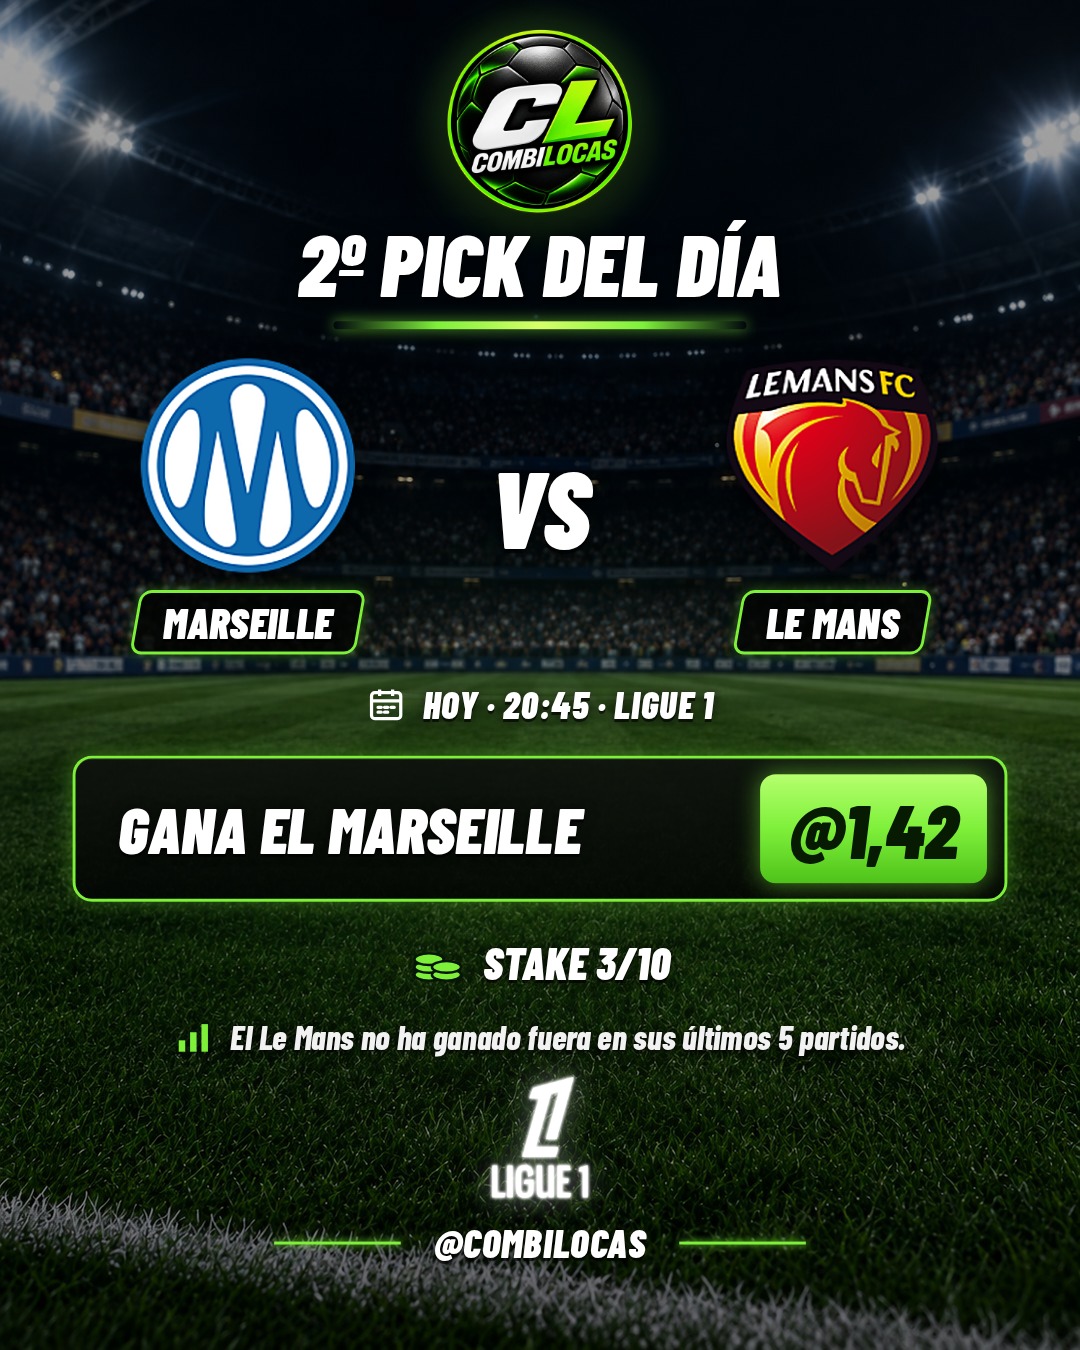 CL
COMBILOCAS
2º PICK DEL DÍA
LEMANS FC
VS
MARSEILLE
LE MANS
HOY · 20:45 · LIGUE 1
GANA EL MARSEILLE
@1,42
STAKE 3/10
El Le Mans no ha ganado fuera en sus últimos 5 partidos.
LIGUE 1
@COMBILOCAS